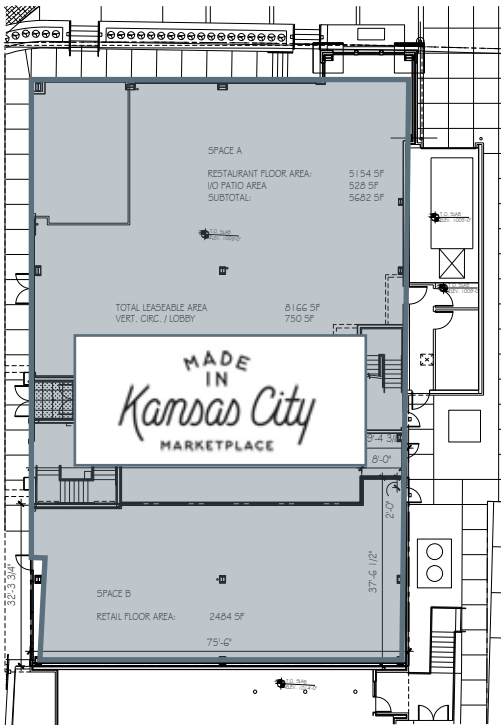 SPACE A
RESTAURANT FLOOR AREA: 5154 SF
I/O PATIO AREA 528 SF
SUBTOTAL: 5682 SF
T.O. SLAB
TOTAL LEASEABLE AREA 8166 SF
VERT. CIRC. / LOBBY 750 SF
MADE
IN
Kansas City
MARKETPLACE
8'-0"
2'-0"
37'-6 1/2"
32'-3 3/4"
SPACE B
RETAIL FLOOR AREA: 2484 SF
75'-6"
T.O. SLAB